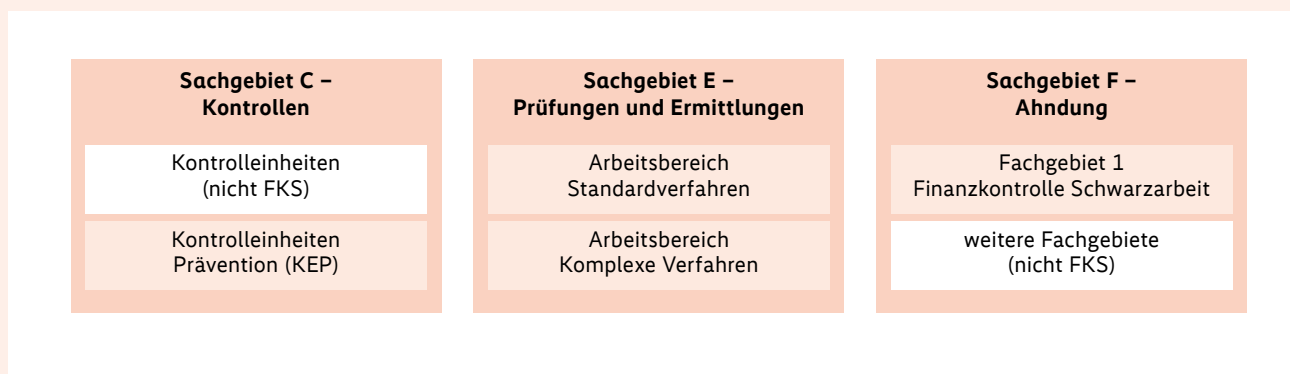 Sachgebiet C –
Kontrollen
Kontrolleinheiten
(nicht FKS)
Kontrolleinheiten
Prävention (KEP)
Sachgebiet E –
Prüfungen und Ermittlungen
Arbeitsbereich
Standardverfahren
Arbeitsbereich
Komplexe Verfahren
Sachgebiet F –
Ahndung
Fachgebiet 1
Finanzkontrolle Schwarzarbeit
weitere Fachgebiete
(nicht FKS)